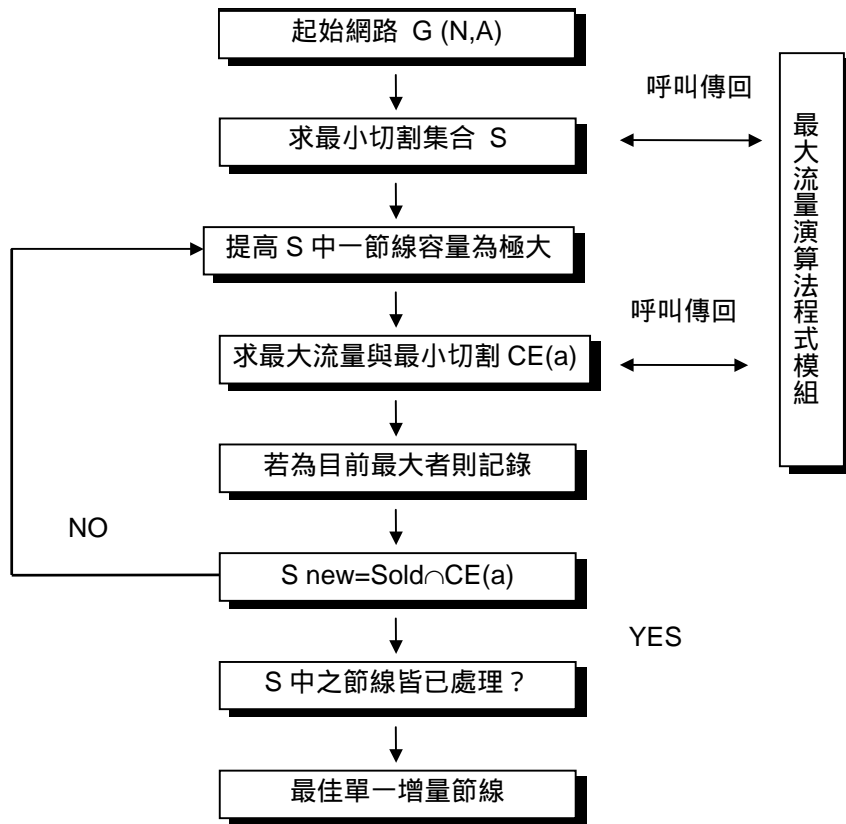 起始網路 G (N,A)
呼叫傳回
求最小切割集合 S
最大流量演算法程式模組
提高 S 中一節線容量為極大
呼叫傳回
求最大流量與最小切割 CE(a)
若為目前最大者則記錄
NO
S new=Sold∩CE(a)
YES
S 中之節線皆已處理？
最佳單一增量節線